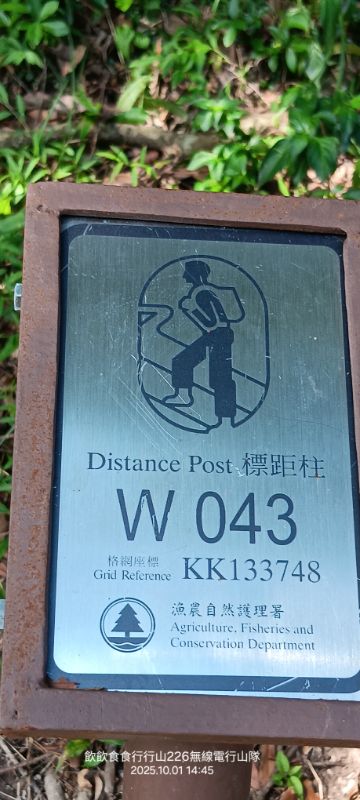 Distance Post 標距柱
W 043
格網座標
Grid Reference KK133748
漁農自然護理署
Agriculture, Fisheries and
Conservation Department
飲飲食食行行山226無線電行山隊
2025.10.01 14:45